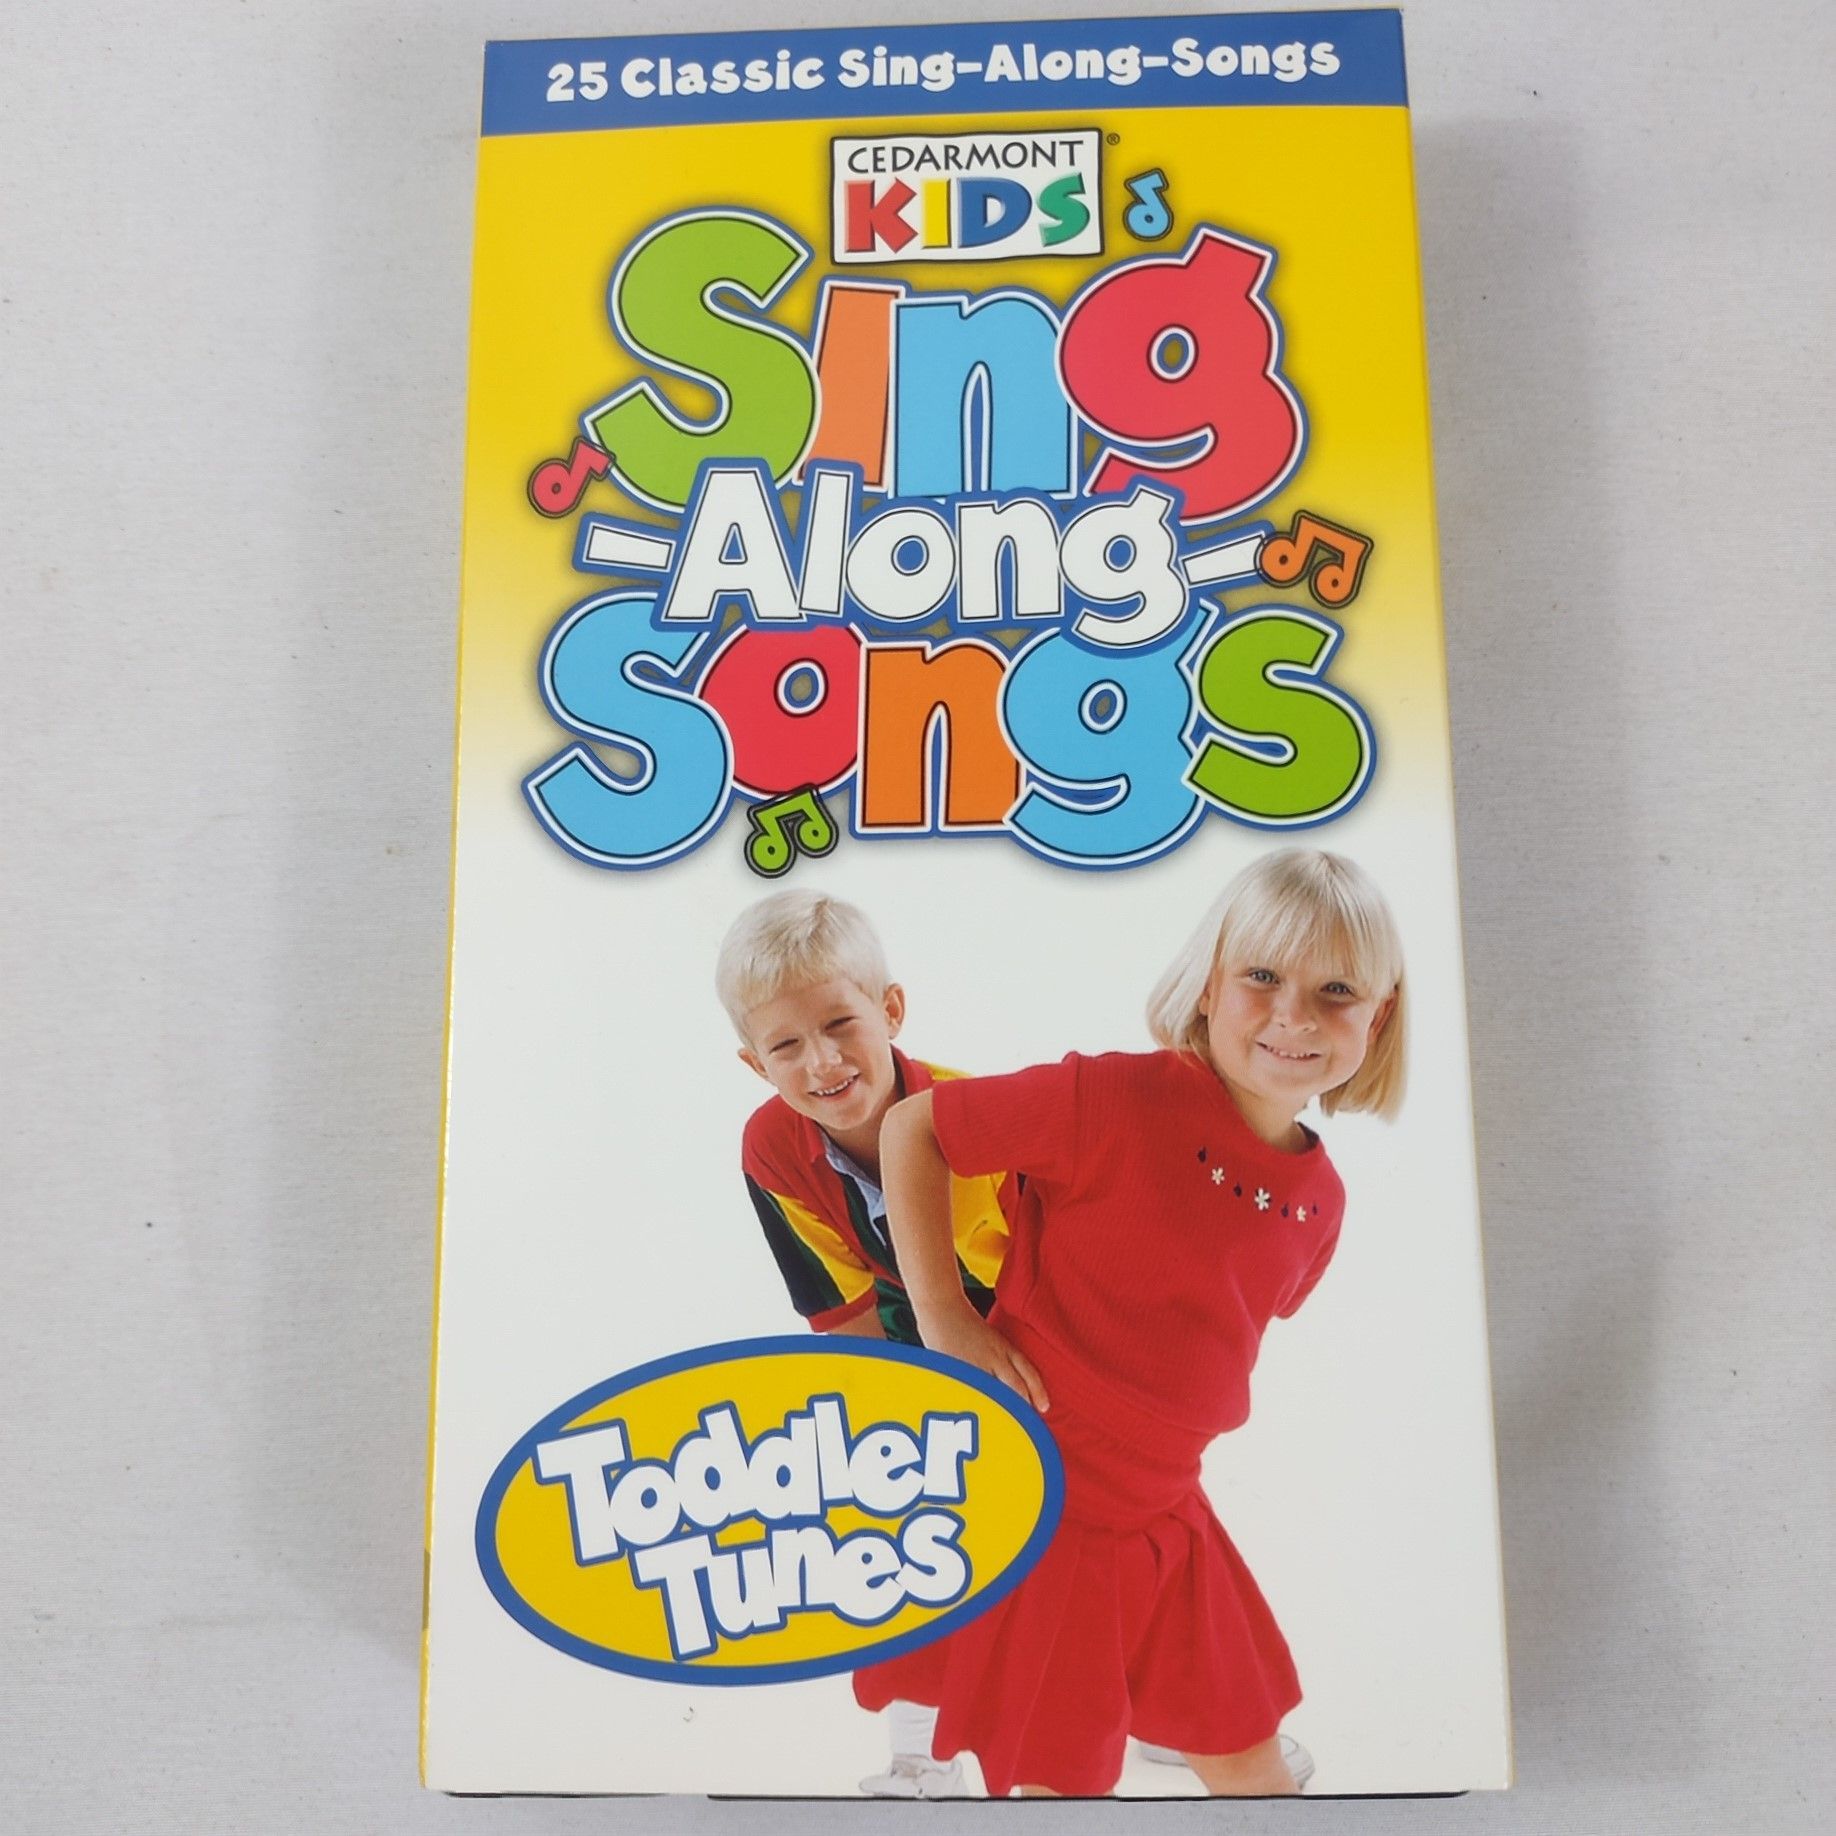 25 Classic Sing-Along-Songs
CEDARMONT ®
KIDS
Sing
-Along-
Songs
Toddler
Tunes